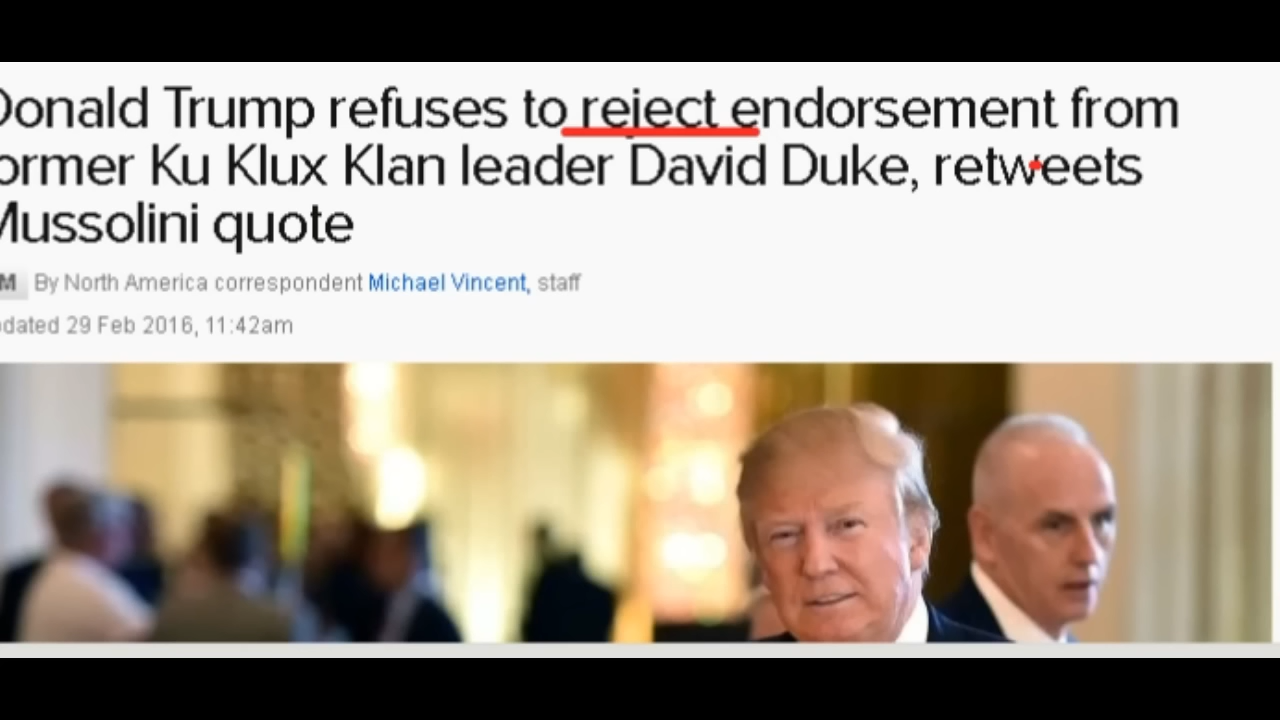 Donald Trump refuses to reject endorsement from
ormer Ku Klux Klan leader David Duke, retweets
Mussolini quote
M By North America correspondent Michael Vincent, staff
dated 29 Feb 2016, 11:42am